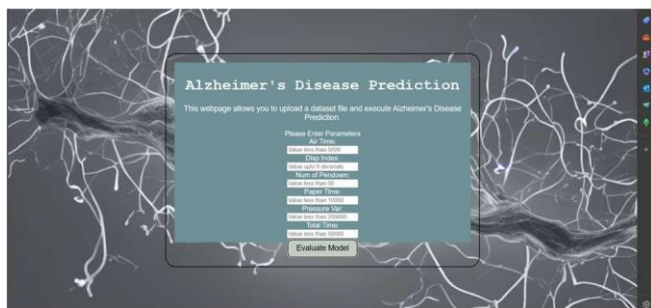 Alzheimer's Disease Prediction
This webpage allows you to upload a dataset file and execute Alzheimer's Disease
Prediction.
Please Enter Parameters
Air Time:
Value less than 5000
Disp Index:
Value upto 8 decimals
Num of Pendown:
Value less than 50
Paper Time:
Value less than 10000
Pressure Var:
Value less than 200000
Total Time:
Value less than 50000
Evaluate Model